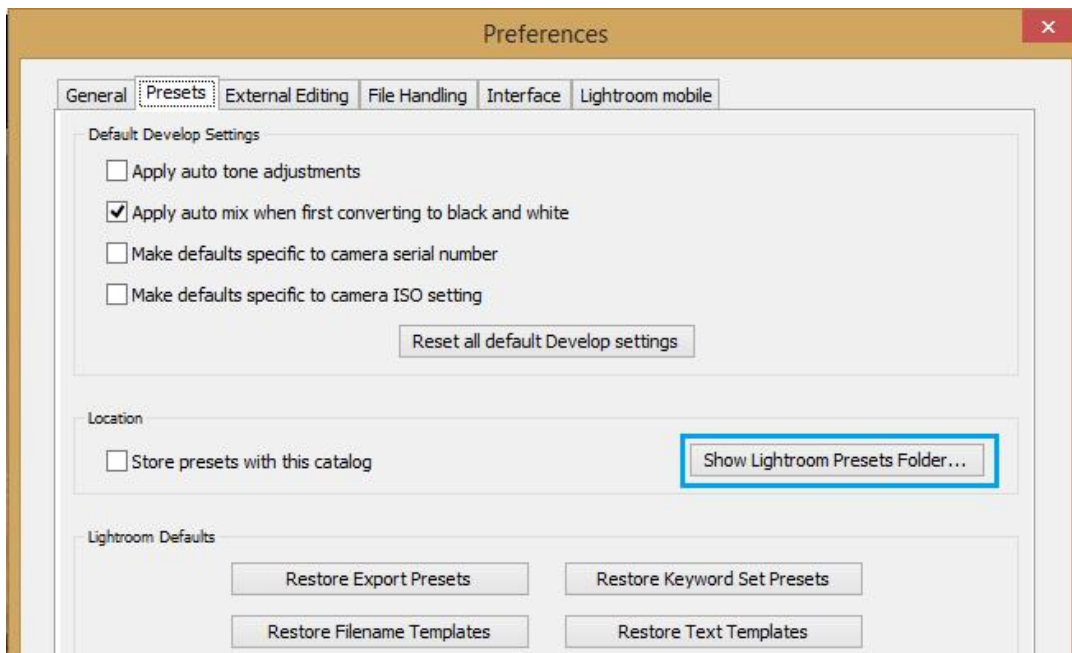 Preferences
General Presets External Editing File Handling Interface Lightroom mobile
Default Develop Settings
Apply auto tone adjustments
Apply auto mix when first converting to black and white
Make defaults specific to camera serial number
Make defaults specific to camera ISO setting
Reset all default Develop settings
Location
Store presets with this catalog Show Lightroom Presets Folder...
Lightroom Defaults
Restore Export Presets Restore Keyword Set Presets
Restore Filename Templates Restore Text Templates